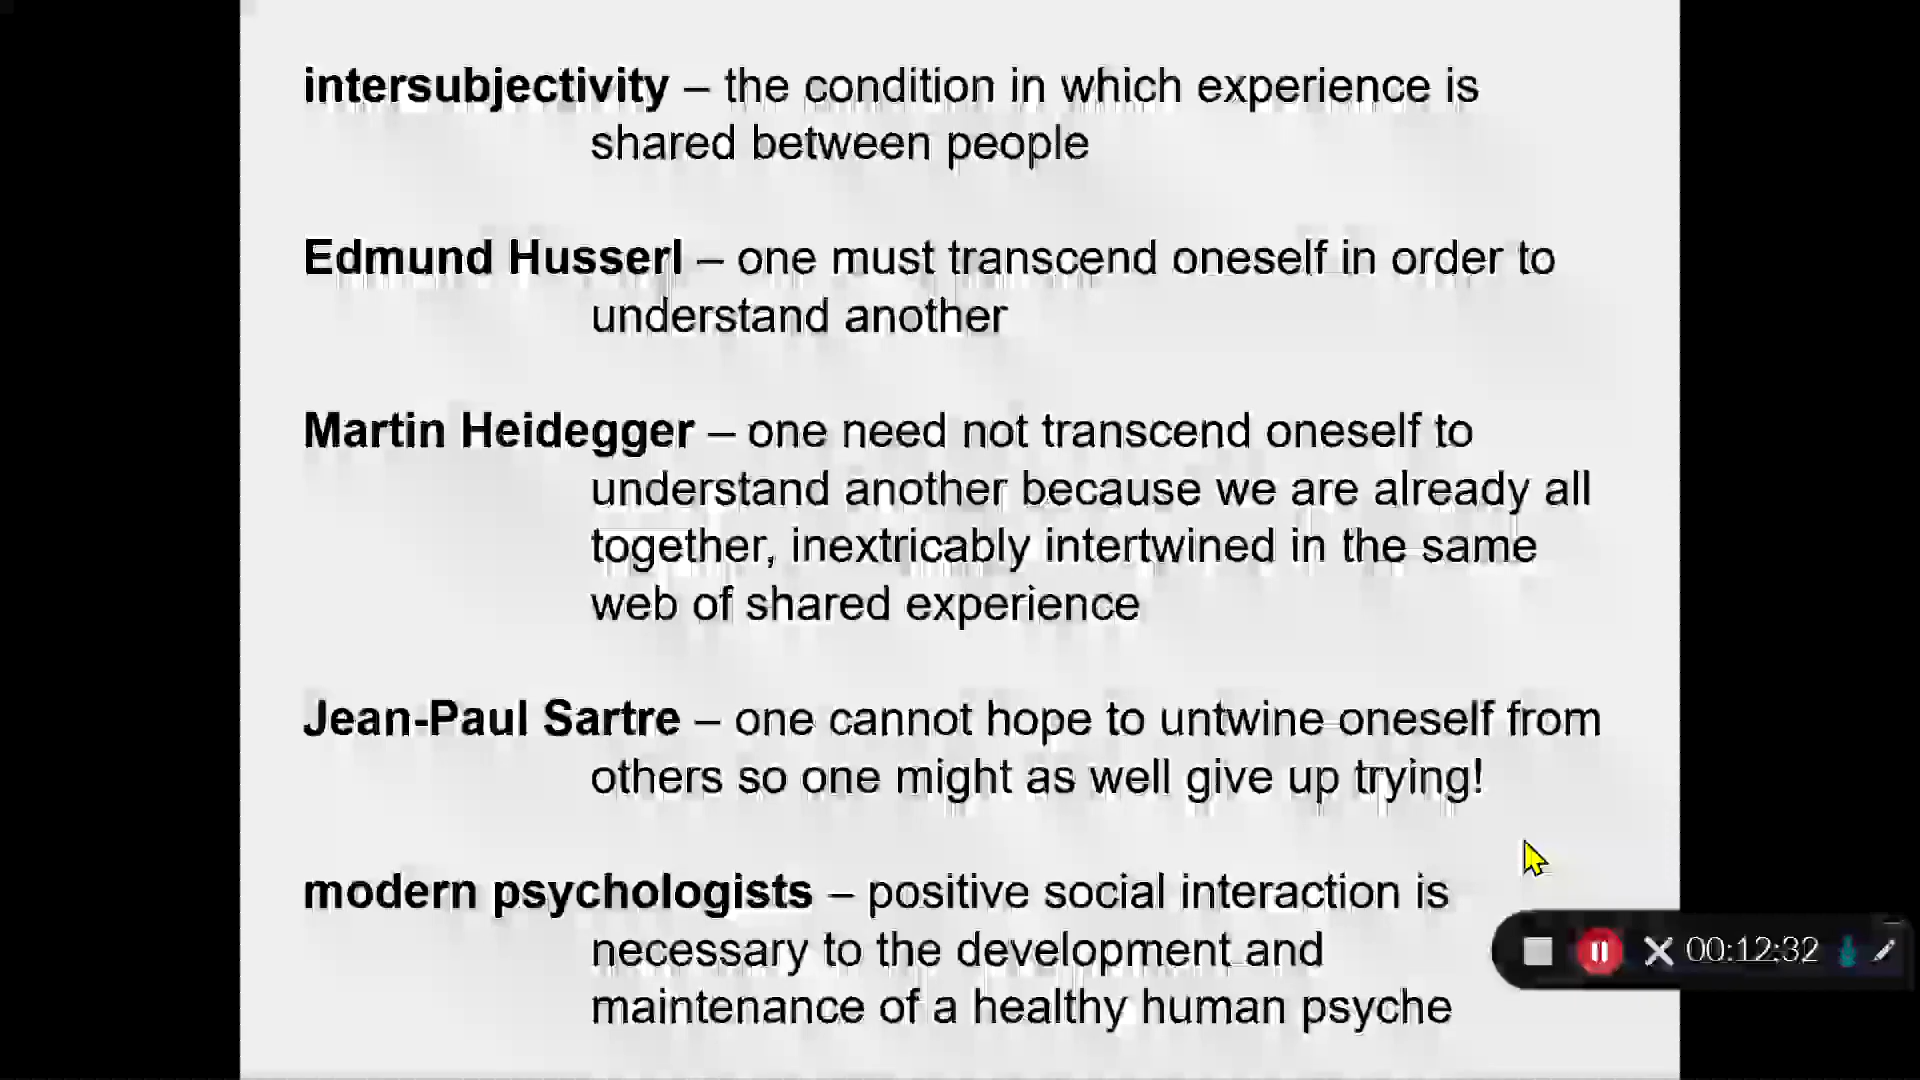 intersubjectivity – the condition in which experience is
shared between people
Edmund Husserl – one must transcend oneself in order to
understand another
Martin Heidegger – one need not transcend oneself to
understand another because we are already all
together, inextricably intertwined in the same
web of shared experience
Jean-Paul Sartre – one cannot hope to untwine oneself from
others so one might as well give up trying!
modern psychologists – positive social interaction is
necessary to the development and
maintenance of a healthy human psyche
00:12:32